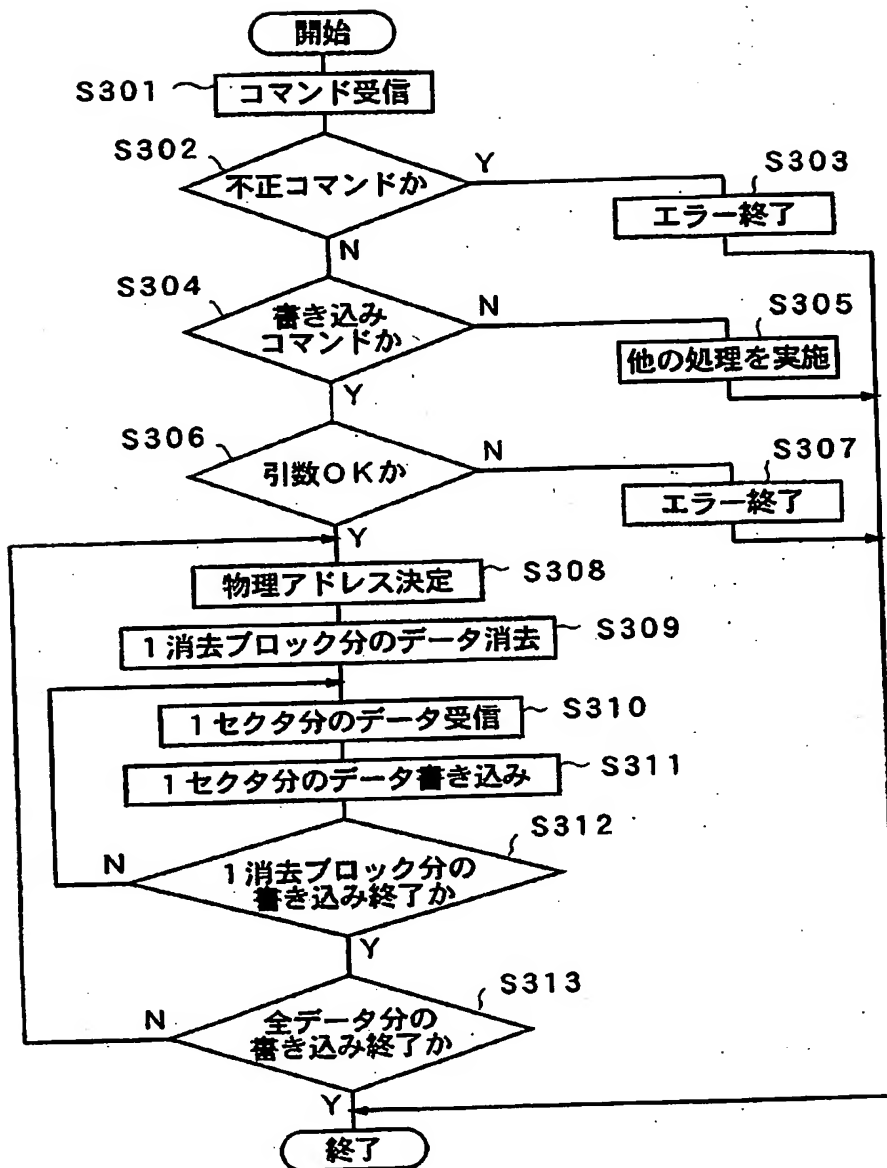 開始
S301
コマンド受信
S302
不正コマンドか
Y
S303
エラー終了
N
S304
書き込み
コマンドか
N
S305
他の処理を実施
Y
S306
引数OKか
N
S307
エラー終了
Y
物理アドレス決定
S308
1消去ブロック分のデータ消去
S309
1セクタ分のデータ受信
S310
1セクタ分のデータ書き込み
S311
S312
N
1消去ブロック分の
書き込み終了か
Y
S313
N
全データ分の
書き込み終了か
Y
終了